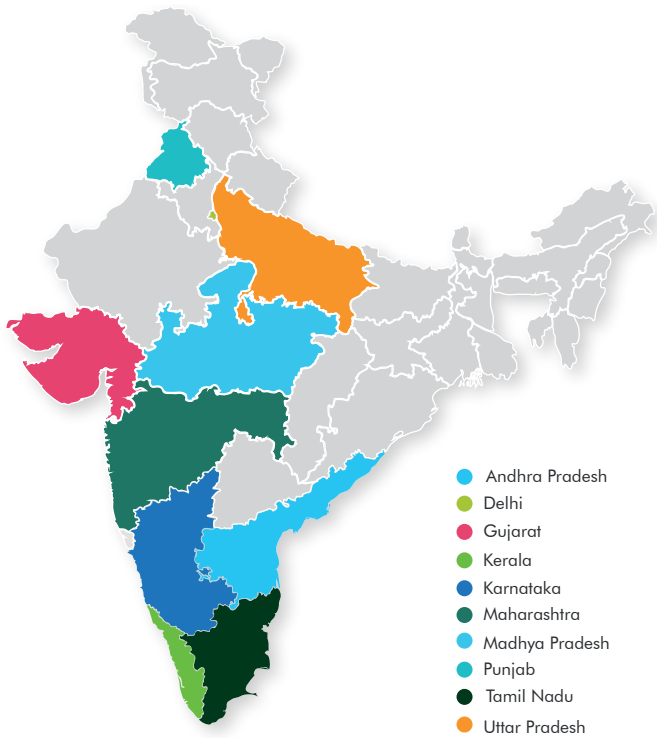 Andhra Pradesh
Delhi
Gujarat
Kerala
Karnataka
Maharashtra
Madhya Pradesh
Punjab
Tamil Nadu
Uttar Pradesh